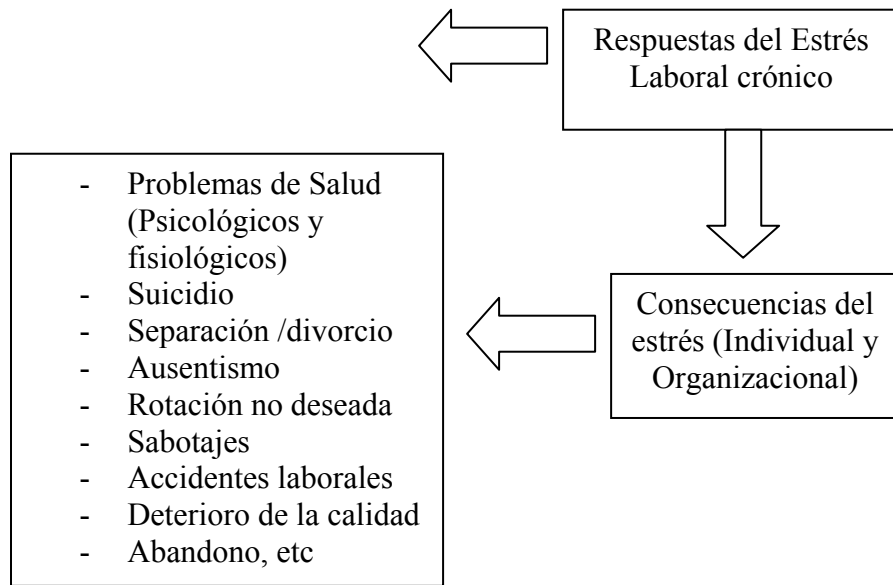 Respuestas del Estrés
Laboral crónico
Consecuencias del
estrés (Individual y
Organizacional)
- Problemas de Salud
(Psicológicos y
fisiológicos)
- Suicidio
- Separación /divorcio
- Ausentismo
- Rotación no deseada
- Sabotajes
- Accidentes laborales
- Deterioro de la calidad
- Abandono, etc